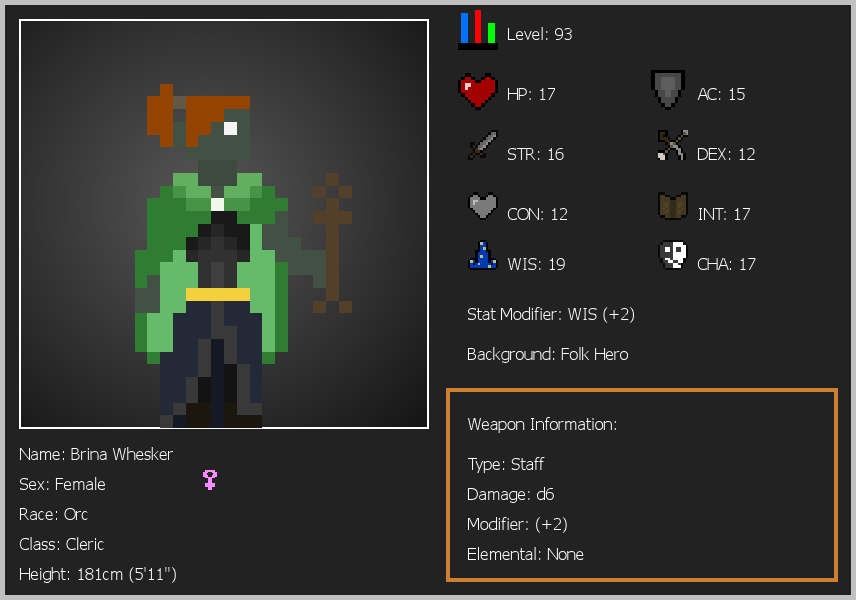 Level: 93
HP: 17
AC: 15
STR: 16
DEX: 12
CON: 12
INT: 17
WIS: 19
CHA: 17
Stat Modifier: WIS (+2)
Background: Folk Hero
Weapon Information:
Type: Staff
Damage: d6
Modifier: (+2)
Elemental: None
Name: Brina Whesker
Sex: Female
Race: Orc
Class: Cleric
Height: 181cm (5'11")